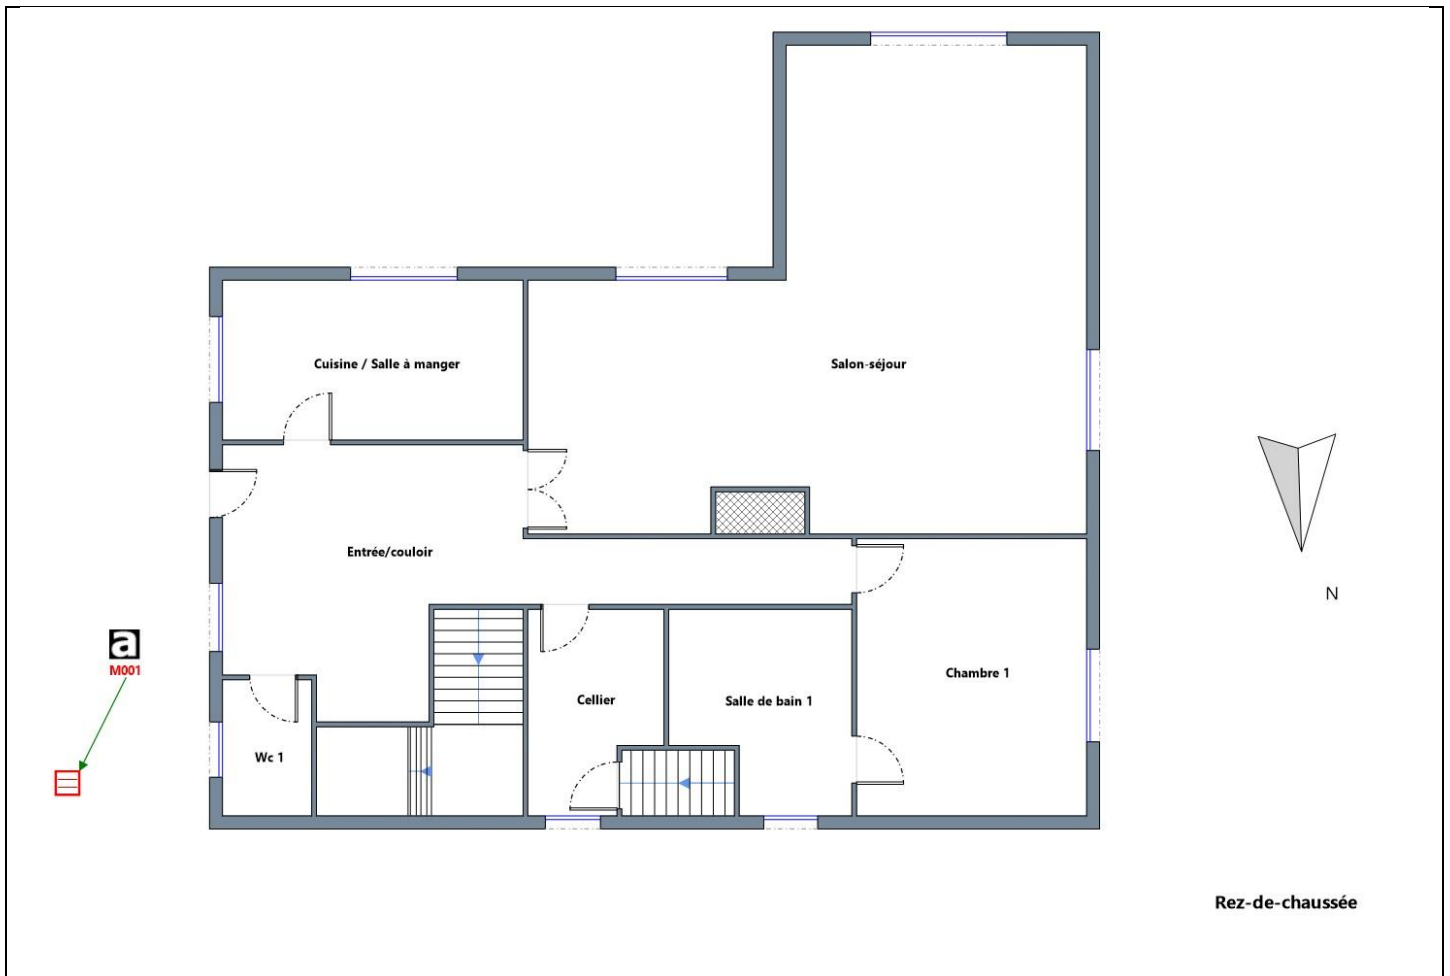 Cuisine / Salle à manger
Salon-séjour
Entrée/couloir
N
a
M001
Chambre 1
Cellier
Salle de bain 1
Wc 1
Rez-de-chaussée